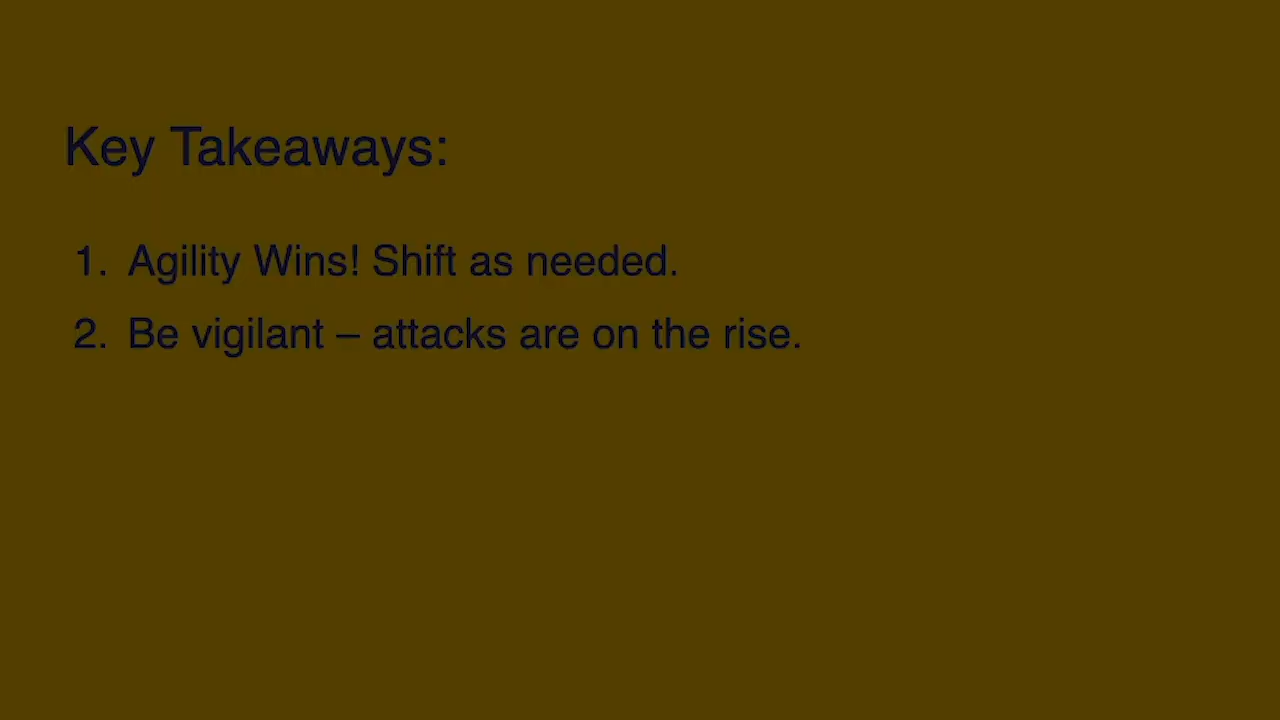 Key Takeaways:
1. Agility Wins! Shift as needed.
2. Be vigilant – attacks are on the rise.